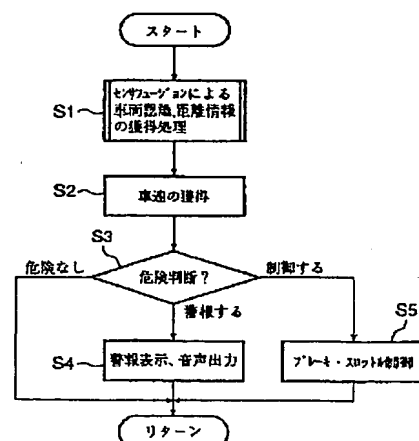 スタート
S1
センサフュージョンによる
車両認識、距離情報
の獲得処理
S2
車速の獲得
S3
危険なし
危険判断?
制御する
警報する
S5
S4
警報表示、音声出力
ブレーキ・スロットル制御
リターン